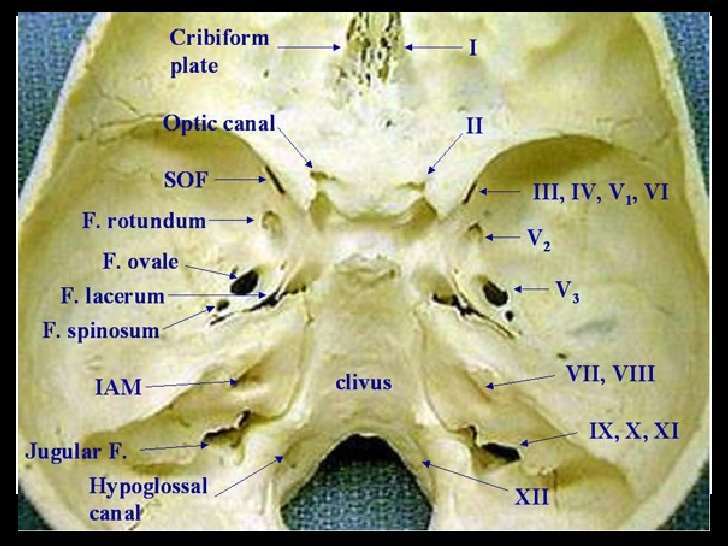 Cribiform
plate
I
Optic canal
II
SOF
III, IV, V₁, VI
F. rotundum
V₂
F. ovale
F. lacerum
V₃
F. spinosum
IAM
clivus
VII, VIII
Jugular F.
IX, X, XI
Hypoglossal
canal
XII